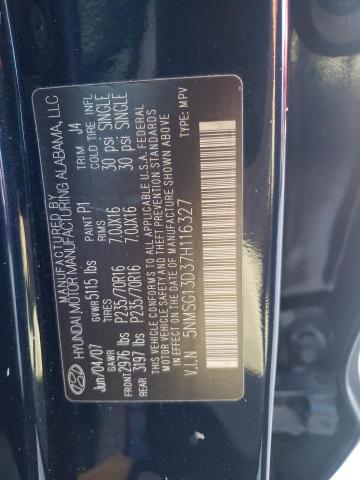 HYUNDAI MOTOR MANUFACTURING ALABAMA, LLC
Jun/04/07 GVWR 5115 lbs PAINT P1 TRIM J4
GAWR TIRES RIMS COLD TIRE INFL
FRONT 2976 lbs P235/70R16 7.0JX16 30 psi SINGLE
REAR 3197 lbs P235/70R16 7.0JX16 30 psi SINGLE
THIS VEHICLE CONFORMS TO ALL APPLICABLE U.S.A. FEDERAL
MOTOR VEHICLE SAFETY AND THEFT PREVENTION STANDARDS
IN EFFECT ON THE DATE OF MANUFACTURE SHOWN ABOVE.
V.I.N 5NMSG13D37H116327 TYPE: MPV